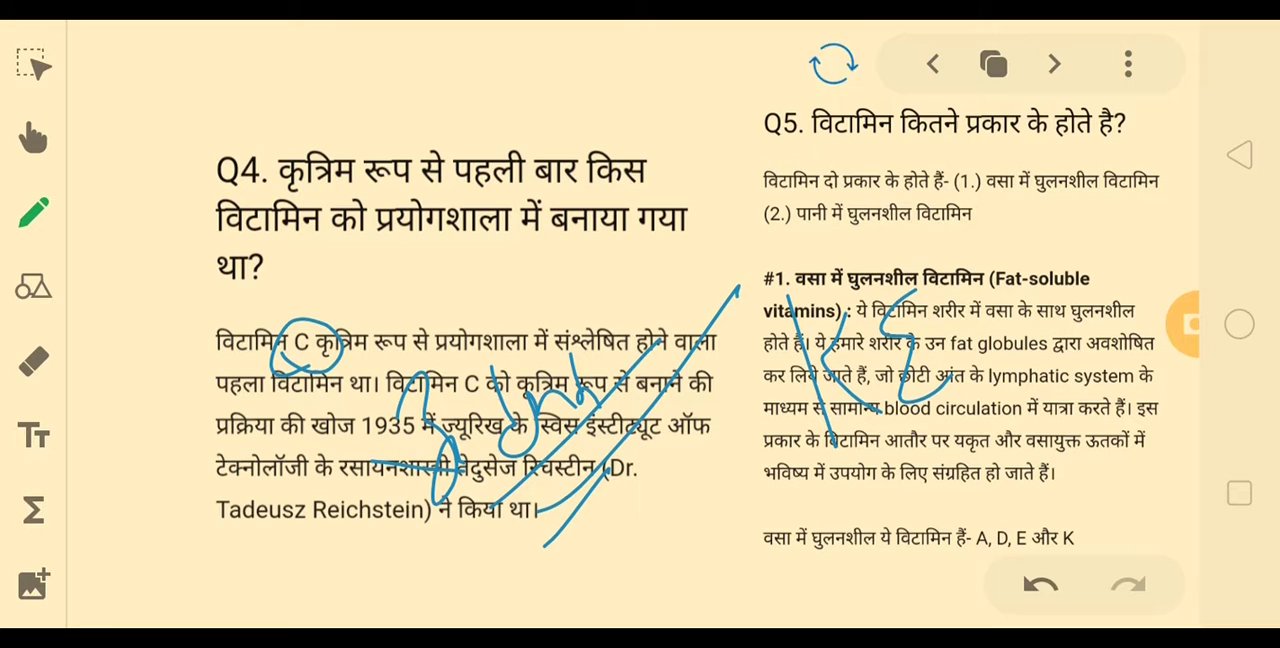 Q4. कृत्रिम रूप से पहली बार किस
विटामिन को प्रयोगशाला में बनाया गया
था?
विटामिन C कृत्रिम रूप से प्रयोगशाला में संश्लेषित होने वाला
पहला विटामिन था। विटामिन C को कृत्रिम रूप से बनाने की
प्रक्रिया की खोज 1935 में ज्यूरिख के स्विस इंस्टीट्यूट ऑफ
टेक्नोलॉजी के रसायनशास्त्री तेदुसेज रिचस्टीन (Dr.
Tadeusz Reichstein) ने किया था।
Q5. विटामिन कितने प्रकार के होते है?
विटामिन दो प्रकार के होते हैं- (1.) वसा में घुलनशील विटामिन
(2.) पानी में घुलनशील विटामिन
#1. वसा में घुलनशील विटामिन (Fat-soluble
vitamins) : ये विटामिन शरीर में वसा के साथ घुलनशील
होते हैं। ये हमारे शरीर के उन fat globules द्वारा अवशोषित
कर लिये जाते हैं, जो छोटी आंत के lymphatic system के
माध्यम से सामान्य blood circulation में यात्रा करते हैं। इस
प्रकार के विटामिन आतौर पर यकृत और वसायुक्त ऊतकों में
भविष्य में उपयोग के लिए संग्रहित हो जाते हैं।
वसा में घुलनशील ये विटामिन हैं- A, D, E और K
KE
TT
Σ